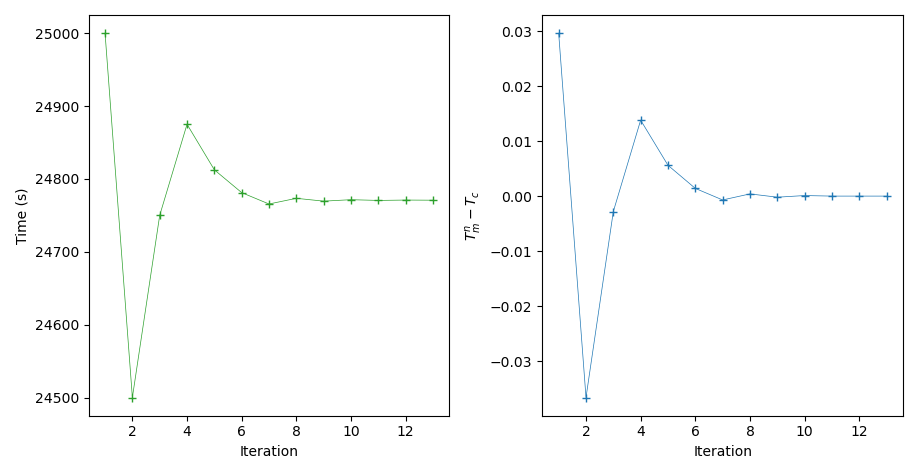 25000
24900
24800
24700
24600
24500
Time (s)
2 4 6 8 10 12
Iteration
0.03
0.02
0.01
0.00
−0.01
−0.02
−0.03
$T_m^n - T_c$
2 4 6 8 10 12
Iteration